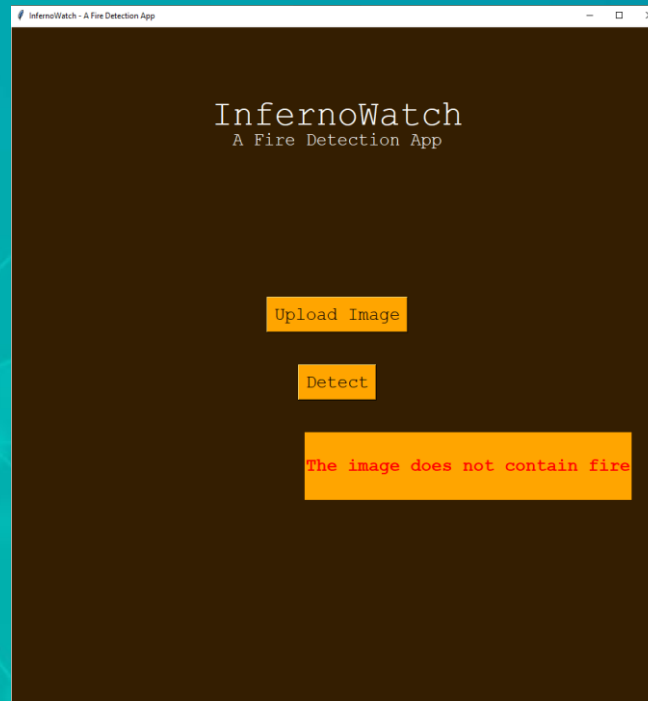 InfernoWatch - A Fire Detection App
InfernoWatch
A Fire Detection App
Upload Image
Detect
The image does not contain fire